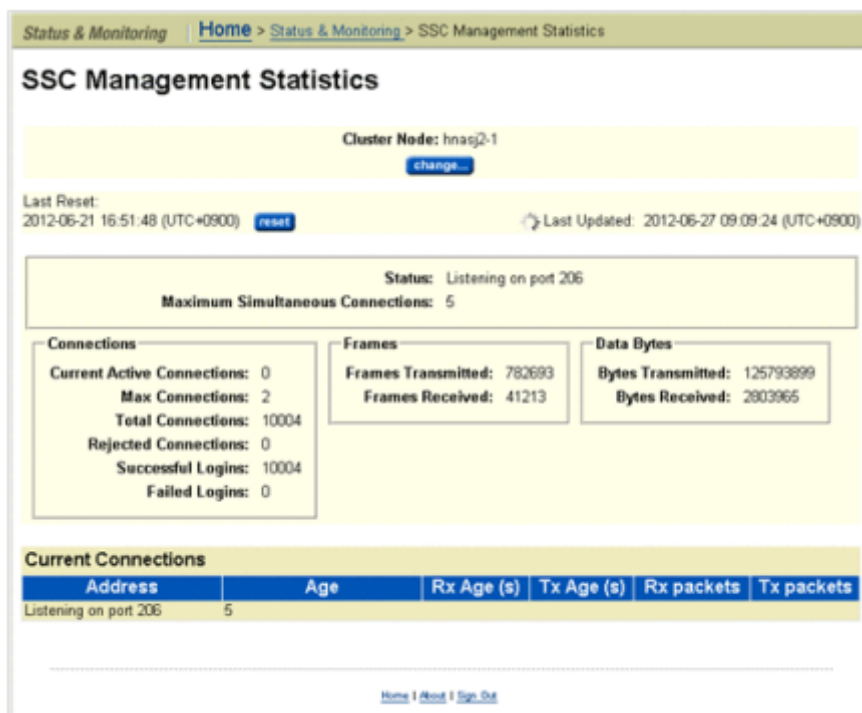 Status & Monitoring Home > Status & Monitoring > SSC Management Statistics
SSC Management Statistics
Cluster Node: hnasj2-1
change...
Last Reset:
2012-06-21 16:51:48 (UTC+0900) reset Last Updated: 2012-06-27 09:09:24 (UTC+0900)
Status: Listening on port 206
Maximum Simultaneous Connections: 5
Connections
Current Active Connections: 0
Max Connections: 2
Total Connections: 10004
Rejected Connections: 0
Successful Logins: 10004
Failed Logins: 0
Frames
Frames Transmitted: 782693
Frames Received: 41213
Data Bytes
Bytes Transmitted: 125793899
Bytes Received: 2803965
Current Connections
Address Age Rx Age (s) Tx Age (s) Rx packets Tx packets
Listening on port 206 5
Home | About | Sign Out